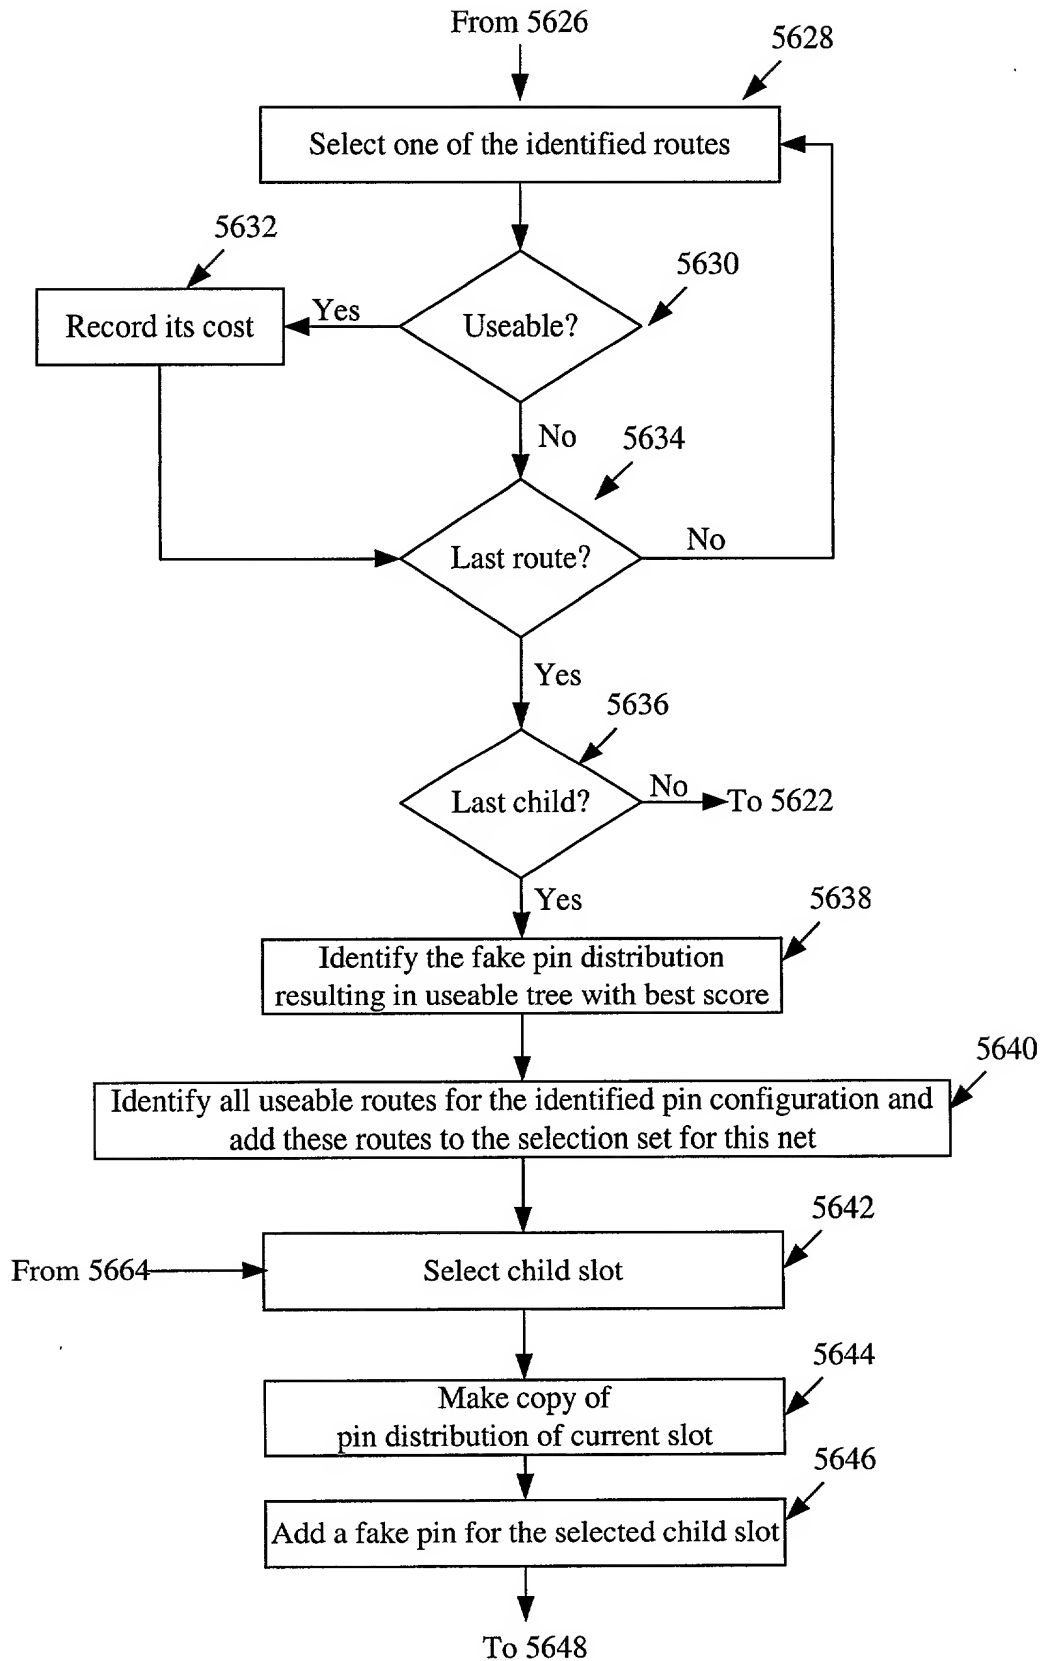 From 5626
5628
Select one of the identified routes
5632
5630
Record its cost
Yes
Useable?
No
5634
Last route?
No
Yes
5636
Last child?
No
To 5622
Yes
5638
Identify the fake pin distribution
resulting in useable tree with best score
5640
Identify all useable routes for the identified pin configuration and
add these routes to the selection set for this net
5642
From 5664
Select child slot
5644
Make copy of
pin distribution of current slot
5646
Add a fake pin for the selected child slot
To 5648